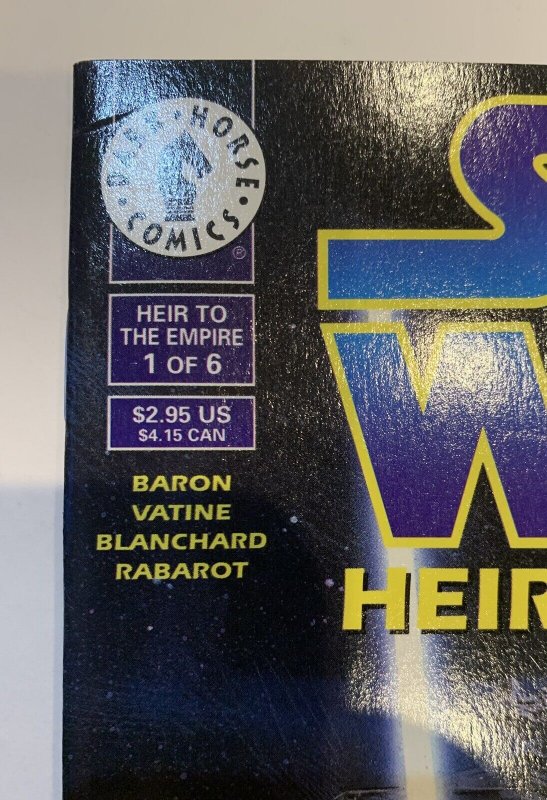 DARK HORSE
COMICS
®
HEIR TO
THE EMPIRE
1 OF 6
$2.95 US
$4.15 CAN
BARON
VATINE
BLANCHARD
RABAROT
S
W
HEIR